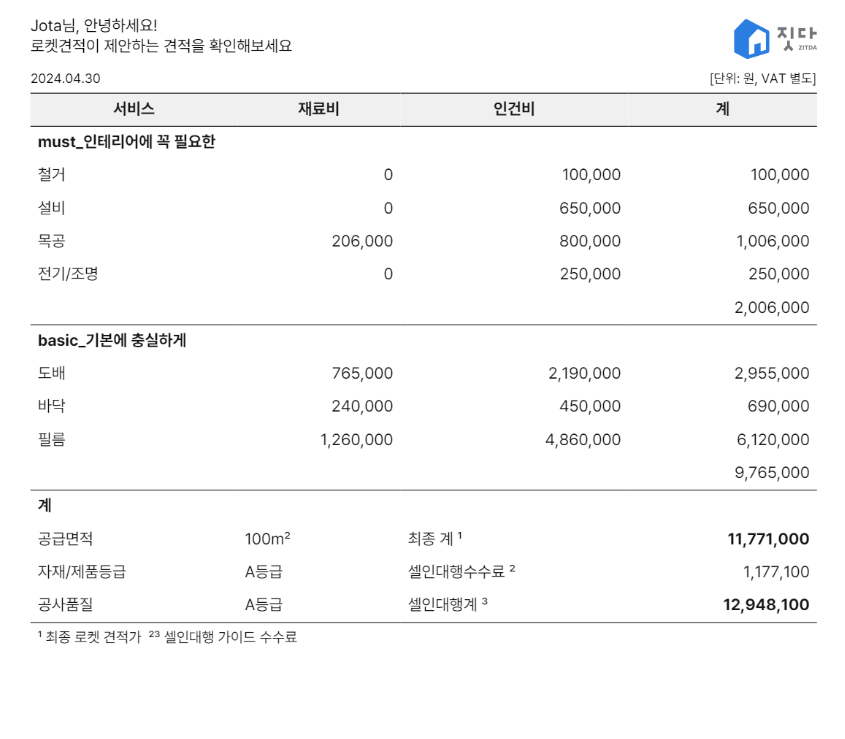 Jota님, 안녕하세요!
로켓견적이 제안하는 견적을 확인해보세요
짓다
ZITDA
2024.04.30 [단위: 원, VAT 별도]
서비스 재료비 인건비 계
must_인테리어에 꼭 필요한
철거 0 100,000 100,000
설비 0 650,000 650,000
목공 206,000 800,000 1,006,000
전기/조명 0 250,000 250,000
2,006,000
basic_기본에 충실하게
도배 765,000 2,190,000 2,955,000
바닥 240,000 450,000 690,000
필름 1,260,000 4,860,000 6,120,000
9,765,000
계
공급면적 100m² 최종 계 ¹ 11,771,000
자재/제품등급 A등급 셀인대행수수료 ² 1,177,100
공사품질 A등급 셀인대행계 ³ 12,948,100
¹ 최종 로켓 견적가 ²³ 셀인대행 가이드 수수료